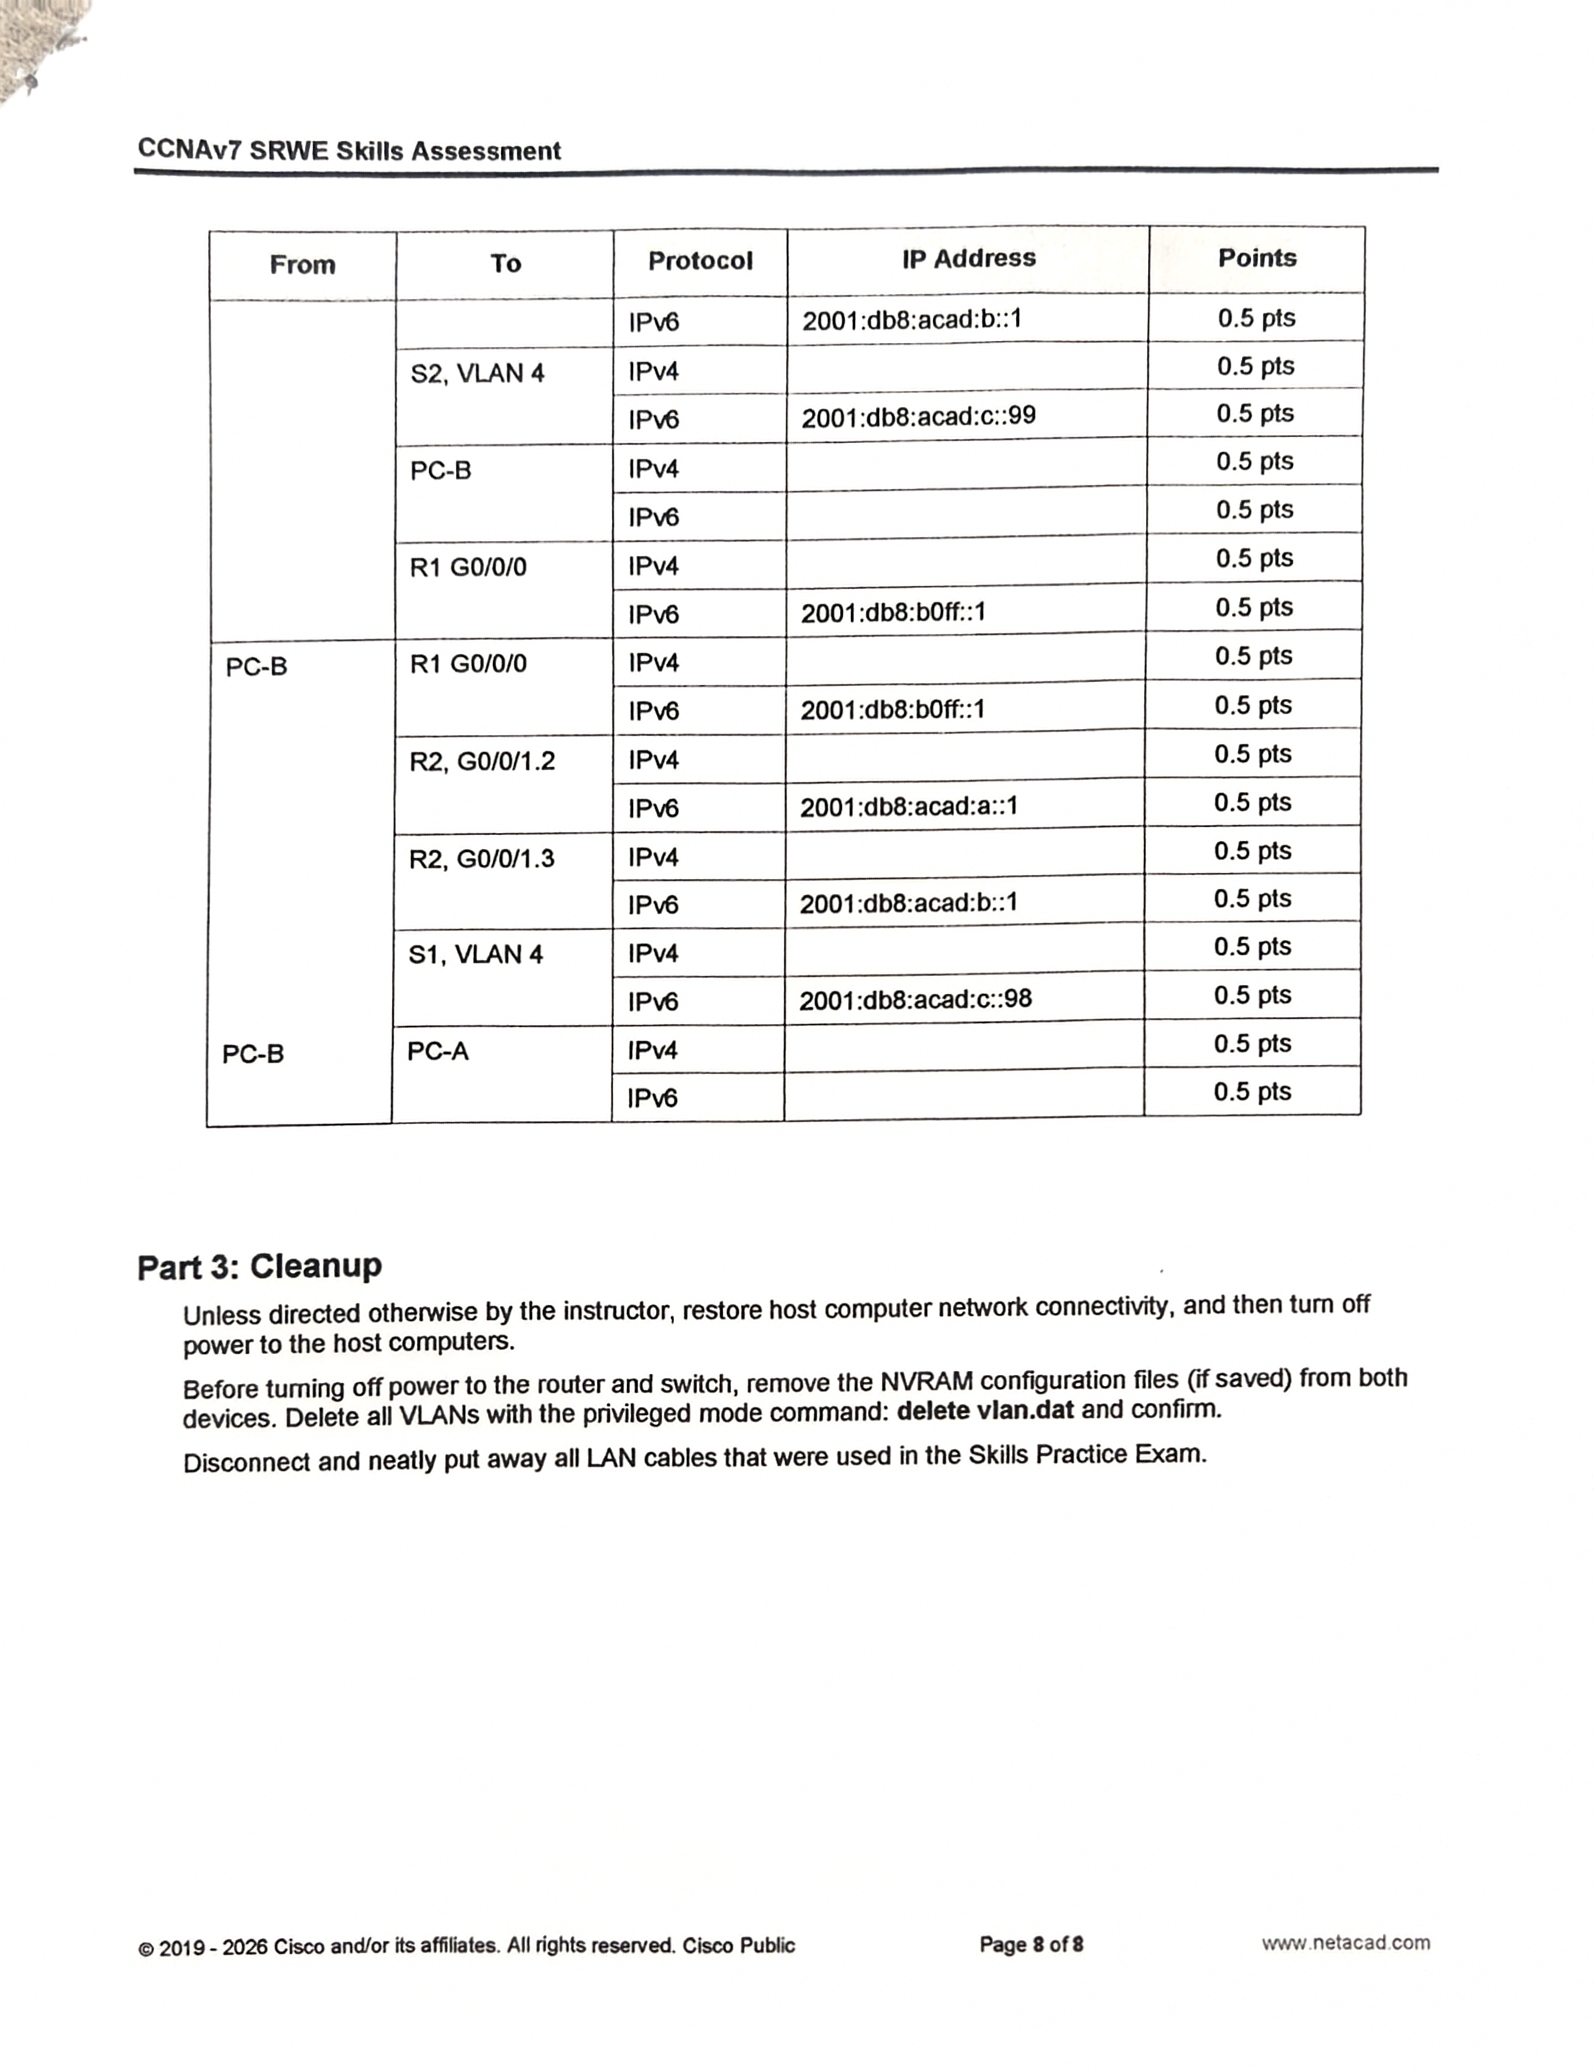 CCNAv7 SRWE Skills Assessment
From To Protocol IP Address Points
IPv6 2001:db8:acad:b::1 0.5 pts
S2, VLAN 4 IPv4 0.5 pts
IPv6 2001:db8:acad:c::99 0.5 pts
PC-B IPv4 0.5 pts
IPv6 0.5 pts
R1 G0/0/0 IPv4 0.5 pts
IPv6 2001:db8:b0ff::1 0.5 pts
PC-B R1 G0/0/0 IPv4 0.5 pts
IPv6 2001:db8:b0ff::1 0.5 pts
R2, G0/0/1.2 IPv4 0.5 pts
IPv6 2001:db8:acad:a::1 0.5 pts
R2, G0/0/1.3 IPv4 0.5 pts
IPv6 2001:db8:acad:b::1 0.5 pts
S1, VLAN 4 IPv4 0.5 pts
IPv6 2001:db8:acad:c::98 0.5 pts
PC-B PC-A IPv4 0.5 pts
IPv6 0.5 pts
Part 3: Cleanup
Unless directed otherwise by the instructor, restore host computer network connectivity, and then turn off
power to the host computers.
Before turning off power to the router and switch, remove the NVRAM configuration files (if saved) from both
devices. Delete all VLANs with the privileged mode command: delete vlan.dat and confirm.
Disconnect and neatly put away all LAN cables that were used in the Skills Practice Exam.
© 2019 - 2026 Cisco and/or its affiliates. All rights reserved. Cisco Public Page 8 of 8 www.netacad.com